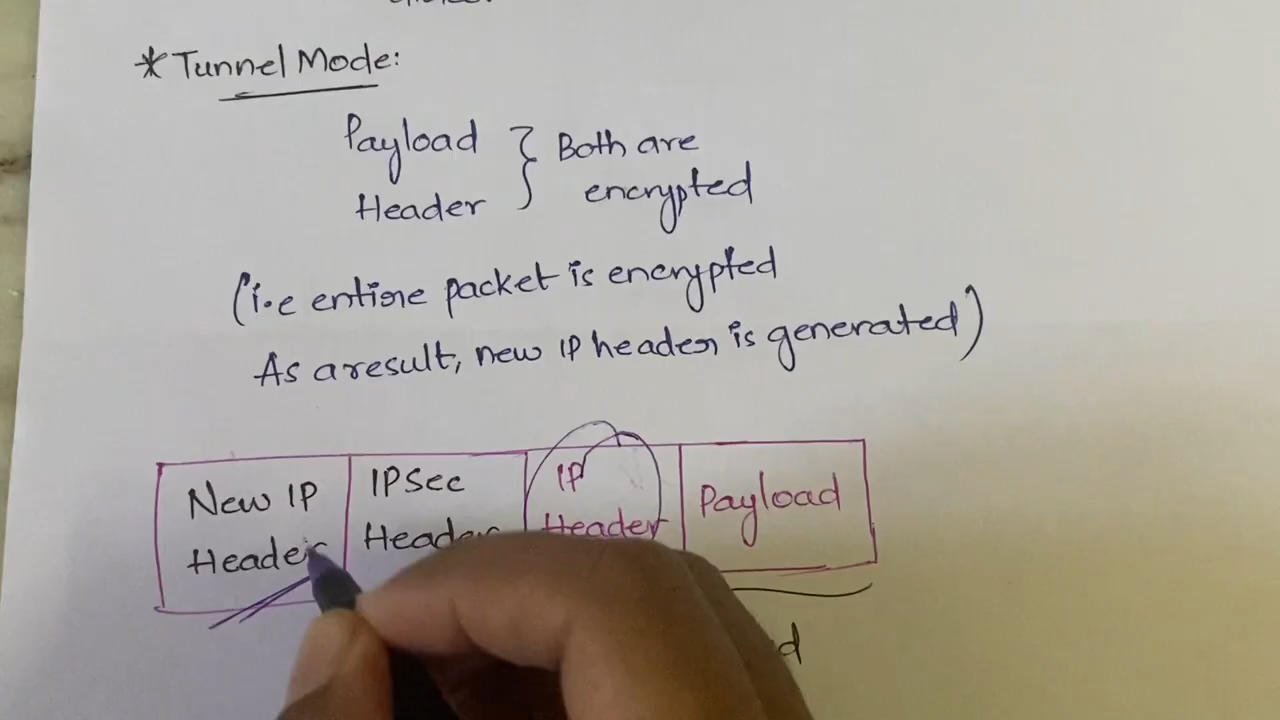 * Tunnel Mode:
Payload } Both are
Header } encrypted
(i.e entire packet is encrypted
As a result, new IP header is generated)
New IP Header
IPSec Header
IP Header
Payload